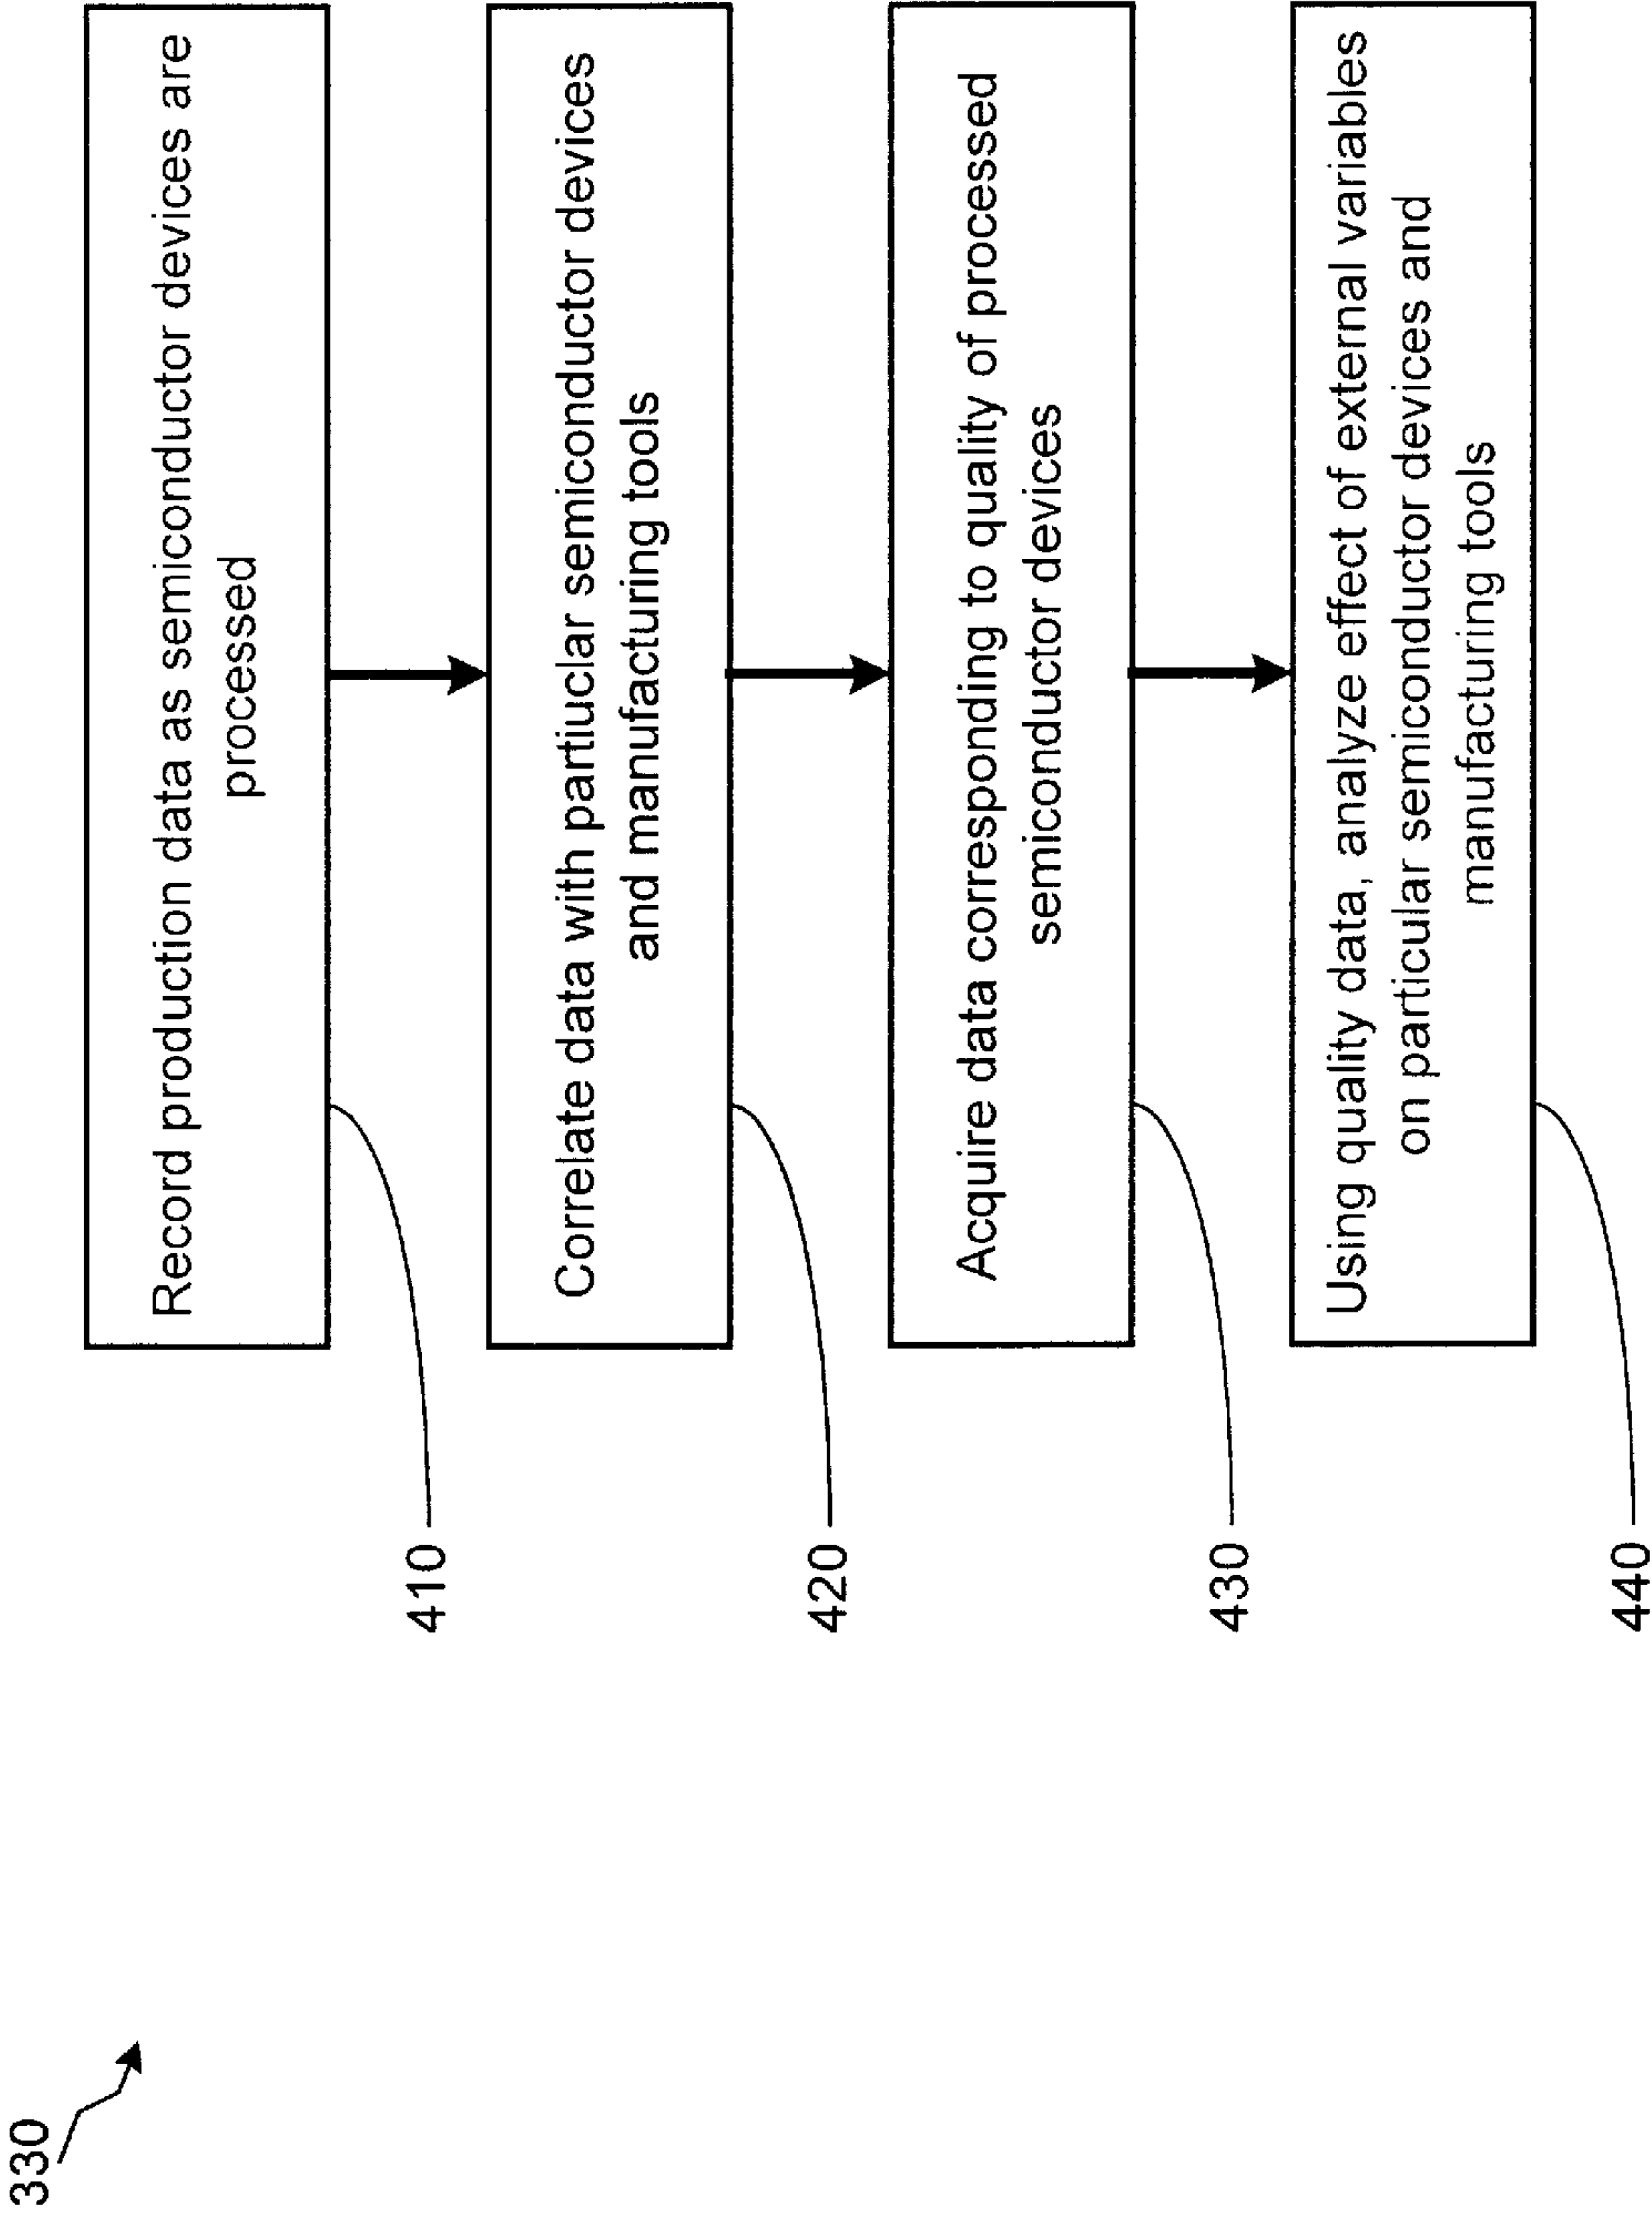 330
Record production data as semiconductor devices are
processed
410
Correlate data with partiuclar semiconductor devices
and manufacturing tools
420
Acquire data corresponding to quality of processed
semiconductor devices
430
Using quality data, analyze effect of external variables
on particular semiconductor devices and
manufacturing tools
440